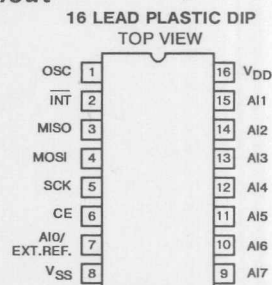 16 LEAD PLASTIC DIP
TOP VIEW
OSC 1 16 VDD
INT 2 15 AI1
MISO 3 14 AI2
MOSI 4 13 AI3
SCK 5 12 AI4
CE 6 11 AI5
AI0/
EXT.REF. 7 10 AI6
VSS 8 9 AI7